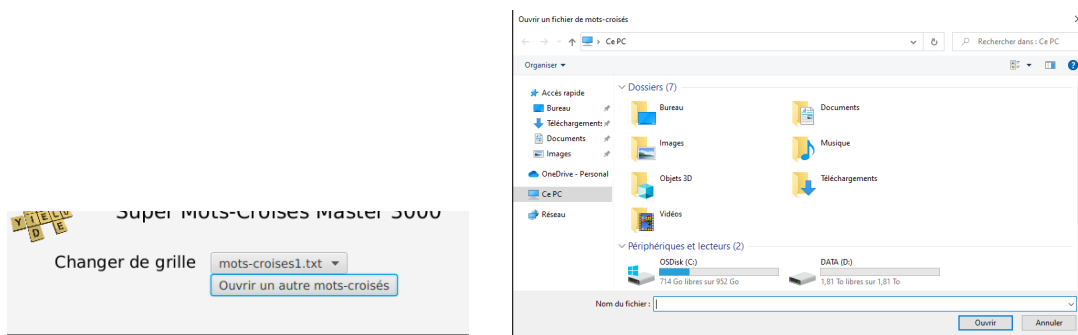 Super Mots-Croisés Master 3000
Changer de grille
mots-croises1.txt
Ouvrir un autre mots-croisés
Ouvrir un fichier de mots-croisés
Ce PC
Rechercher dans : Ce PC
Organiser
Accès rapide
Bureau
Téléchargements
Documents
Images
OneDrive - Personal
Ce PC
Réseau
Dossiers (7)
Bureau
Documents
Images
Musique
Objets 3D
Téléchargements
Vidéos
Périphériques et lecteurs (2)
OSDisk (C:)
714 Go libres sur 952 Go
DATA (D:)
1,81 To libres sur 1,81 To
Nom du fichier :
Ouvrir
Annuler